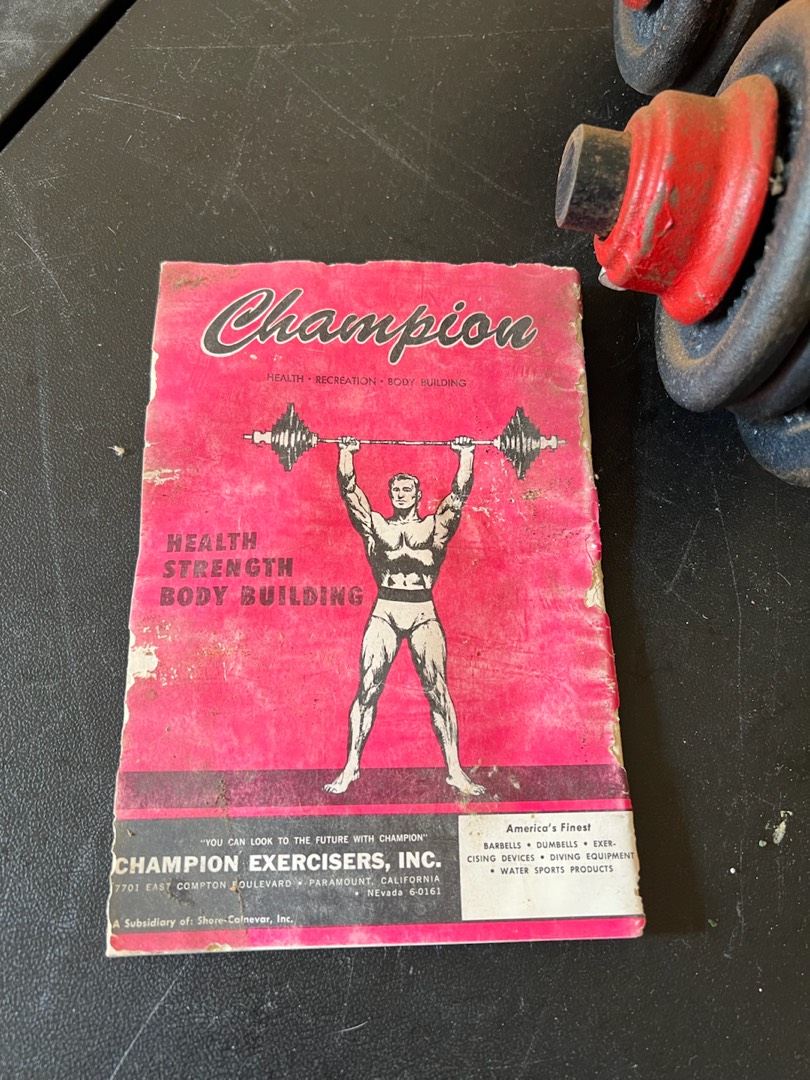 Champion
HEALTH • RECREATION • BODY BUILDING
HEALTH
STRENGTH
BODY BUILDING
"YOU CAN LOOK TO THE FUTURE WITH CHAMPION"
CHAMPION EXERCISERS, INC.
7701 EAST COMPTON BOULEVARD • PARAMOUNT, CALIFORNIA
• NEvada 6-0161
A Subsidiary of: Shore-Calnevar, Inc.
America's Finest
BARBELLS • DUMBELLS • EXER-
CISING DEVICES • DIVING EQUIPMENT
• WATER SPORTS PRODUCTS